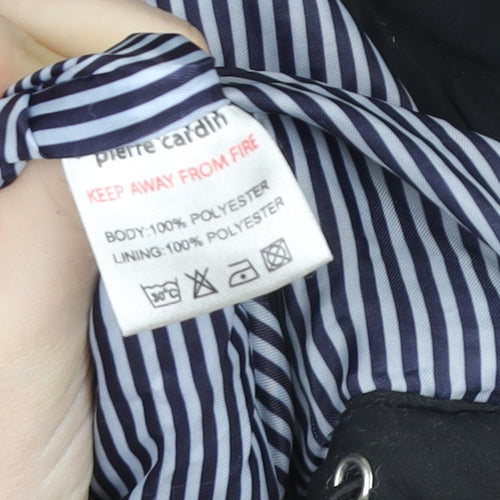 pierre cardin
KEEP AWAY FROM FIRE
BODY:100% POLYESTER
LINING:100% POLYESTER
30°C